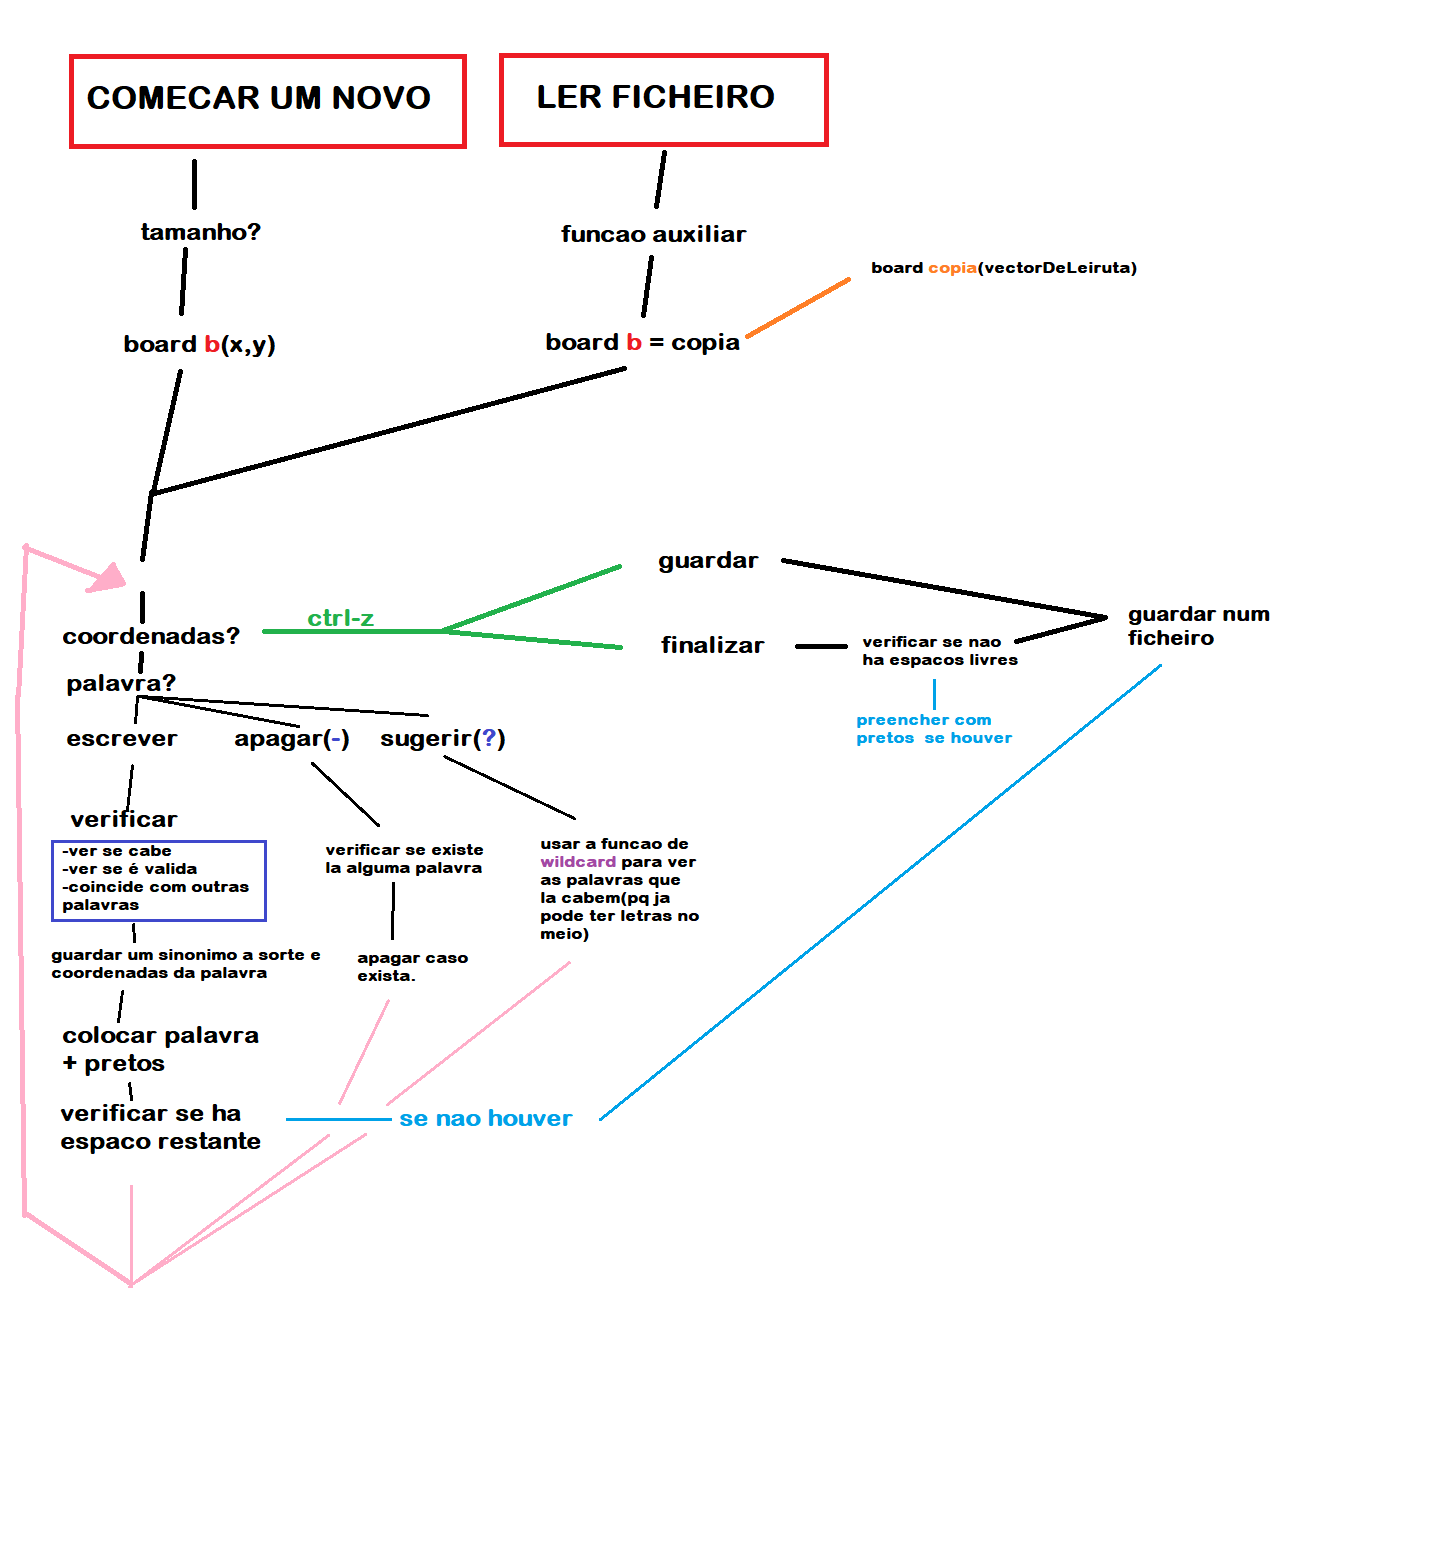 COMECAR UM NOVO
LER FICHEIRO
tamanho?
funcao auxiliar
board copia(vectorDeLeiruta)
board b(x,y)
board b = copia
guardar
ctrl-z
coordenadas?
finalizar
verificar se nao
ha espacos livres
guardar num
ficheiro
preencher com
pretos se houver
palavra?
escrever
apagar(-)
sugerir(?)
verificar
-ver se cabe
-ver se é valida
-coincide com outras
palavras
verificar se existe
la alguma palavra
usar a funcao de
wildcard para ver
as palavras que
la cabem(pq ja
pode ter letras no
meio)
guardar um sinonimo a sorte e
coordenadas da palavra
apagar caso
exista.
colocar palavra
+ pretos
verificar se ha
espaco restante
se nao houver